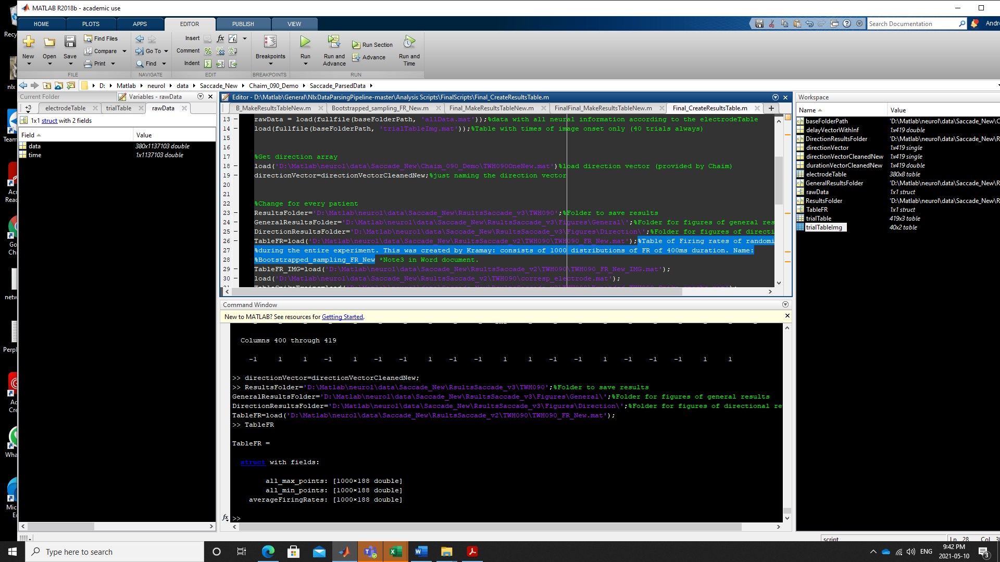 MATLAB R2018b - academic use
HOME PLOTS APPS EDITOR PUBLISH VIEW
Search Documentation
Andre
New Open Save
Find Files
Compare
Print
FILE
Go To
Find
NAVIGATE
Insert
Comment
Indent
EDIT
Breakpoints
BREAKPOINTS
Run
Run and Advance
Run Section
Advance
Run and Time
RUN
D: Matlab neurol data Saccade_New Chaim_090_Demo Saccade_ParsedData
Current Folder
Variables - rawData
+3 electrodeTable trialTable rawData
1x1 struct with 2 fields
Field Value
data 380x1137103 double
time 1x1137103 double
Editor - D:\Matlab\General\NlxDataParsingPipeline-master\Analysis Scripts\FinalScripts\Final_CreateResultsTable.m
B_MakeResultsTableNew.m Bootstrapped_sampling_FR_New.m Final_MakeResultsTableNew.m FinalFinal_MakeResultsTableNew.m Final_CreateResultsTable.m
13 rawData = load(fullfile(baseFolderPath, 'allData.mat'));%data with all neural information according to the electrodeTable
14 load(fullfile(baseFolderPath, 'trialTableImg.mat'));%Table with times of image onset only (40 trials always)
15
16
17 %Get direction array
18 load('D:\Matlab\neurol\data\Saccade_New\Chaim_090_Demo\TWH090OneNew.mat')%load direction vector (provided by Chaim)
19 directionVector=directionVectorCleanedNew;%just naming the direction vector
20
21
22 %Change for every patient
23 ResultsFolder='D:\Matlab\neurol\data\Saccade_New\RsultsSaccade_v3\TWH090';%Folder to save results
24 GeneralResultsFolder='D:\Matlab\neurol\data\Saccade_New\RsultsSaccade_v3\Figures\General\';%Folder for figures of general res
25 DirectionResultsFolder='D:\Matlab\neurol\data\Saccade_New\RsultsSaccade_v3\Figures\Direction\';%Folder for figures of directi
26 TableFR=load('D:\Matlab\neurol\data\Saccade_New\RsultsSaccade_v2\TWH090\TWH090_FR_New.mat');%Table of Firing rates of randomi
27 %during the entire experiment. This was created by Kramay: consists of 1000 distributions of FR of 400ms duration. Name:
28 %Bootstrapped_sampling_FR_New *Note3 in Word document.
29 TableFR_IMG=load('D:\Matlab\neurol\data\Saccade_New\RsultsSaccade_v2\TWH090\TWH090_FR_New_IMG.mat');
30 load('D:\Matlab\neurol\data\Saccade_New\RsultsSaccade_v2\TWH090\corresp_electrode.mat');
Command Window
New to MATLAB? See resources for Getting Started.
Columns 400 through 419
-1 1 1 -1 1 -1 -1 1 -1 -1 1 1 -1 -1 1 -1 -1 -1 1 1
>> directionVector=directionVectorCleanedNew;
>> ResultsFolder='D:\Matlab\neurol\data\Saccade_New\RsultsSaccade_v3\TWH090';%Folder to save results
GeneralResultsFolder='D:\Matlab\neurol\data\Saccade_New\RsultsSaccade_v3\Figures\General\';%Folder for figures of general results
DirectionResultsFolder='D:\Matlab\neurol\data\Saccade_New\RsultsSaccade_v3\Figures\Direction\';%Folder for figures of directional re
TableFR=load('D:\Matlab\neurol\data\Saccade_New\RsultsSaccade_v2\TWH090\TWH090_FR_New.mat');
>> TableFR
TableFR =
struct with fields:
all_max_points: [1000×188 double]
all_min_points: [1000×188 double]
averageFiringRates: [1000×188 double]
fx >>
Workspace
Name Value
baseFolderPath 'D:\Matlab\neurol\data\Saccade_New\C
delayVectorWithInf 1x419 double
DirectionResultsFolder 'D:\Matlab\neurol\data\Saccade_New\R
directionVector 1x419 single
directionVectorCleanedNew 1x419 single
durationVectorCleanedNew 1x419 double
electrodeTable 380x8 table
GeneralResultsFolder 'D:\Matlab\neurol\data\Saccade_New\R
rawData 1x1 struct
ResultsFolder 'D:\Matlab\neurol\data\Saccade_New\R
TableFR 1x1 struct
trialTable 419x3 table
trialTableImg 40x2 table
script
Ln 28 Col
Recy
nlx
Team
Acr
Rea
Go
Ch
netw
Perpl
Ac
Cre
Wha
Mic
E
Type here to search
ENG
9:42 PM
2021-05-10
3